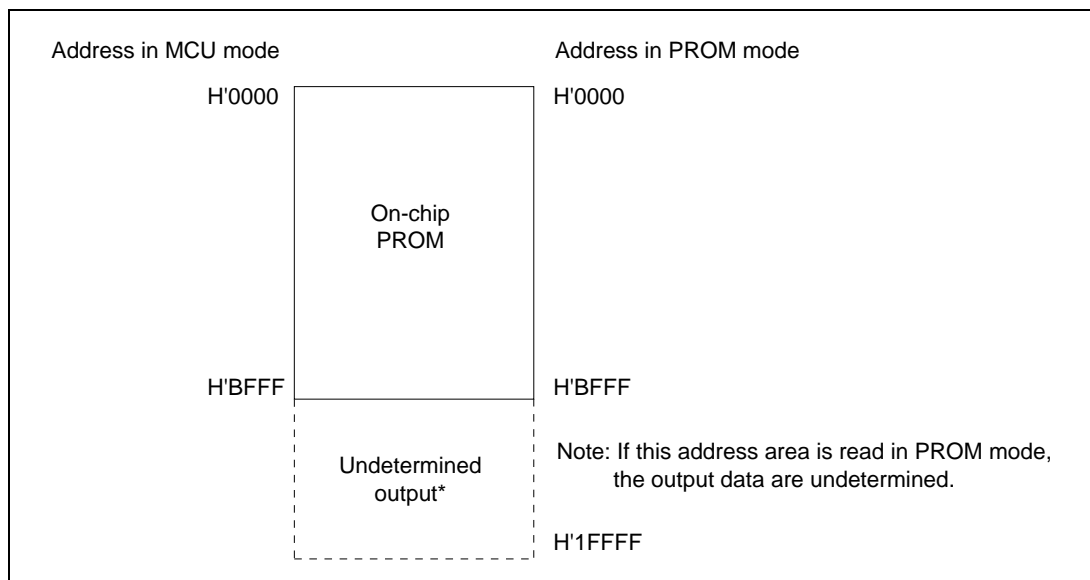 Address in MCU mode
Address in PROM mode
H'0000
H'0000
On-chip
PROM
H'BFFF
H'BFFF
Undetermined
output*
Note: If this address area is read in PROM mode,
the output data are undetermined.
H'1FFFF